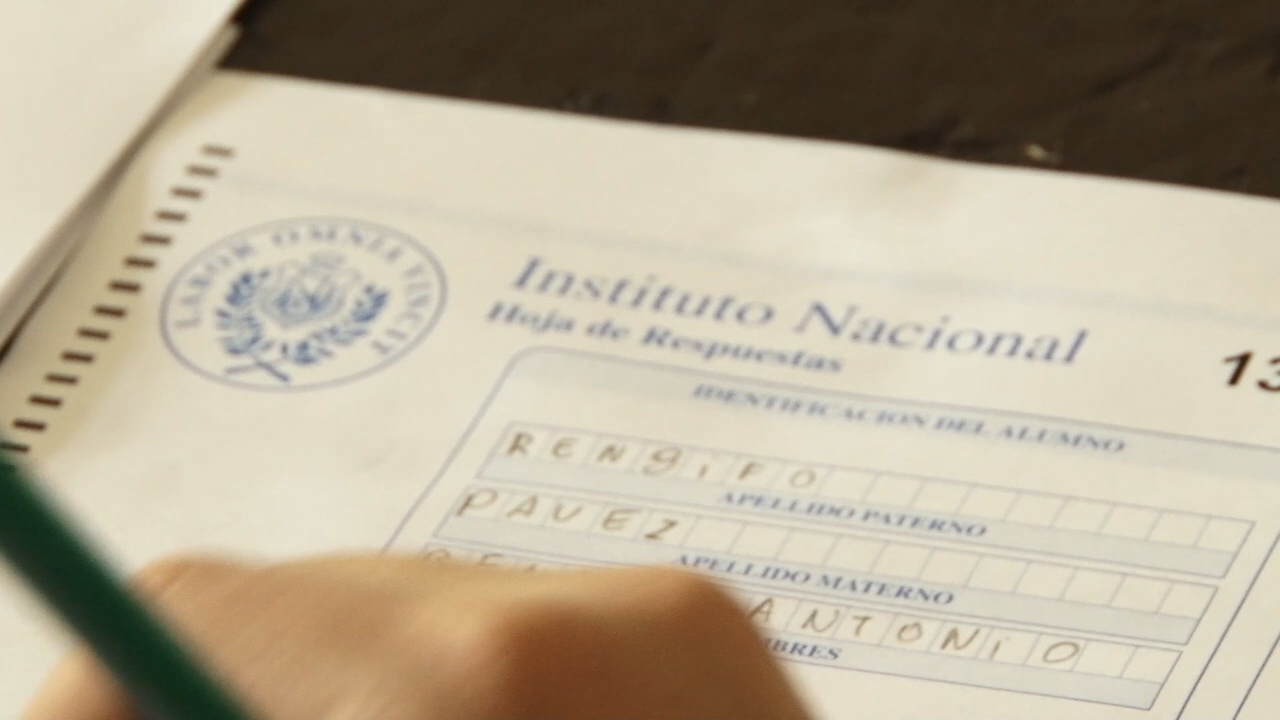 LABOR OMNIA VINCIT
Instituto Nacional
Hoja de Respuestas
13
IDENTIFICACION DEL ALUMNO
RENGIFO
APELLIDO PATERNO
PAVEZ
APELLIDO MATERNO
ANTONIO